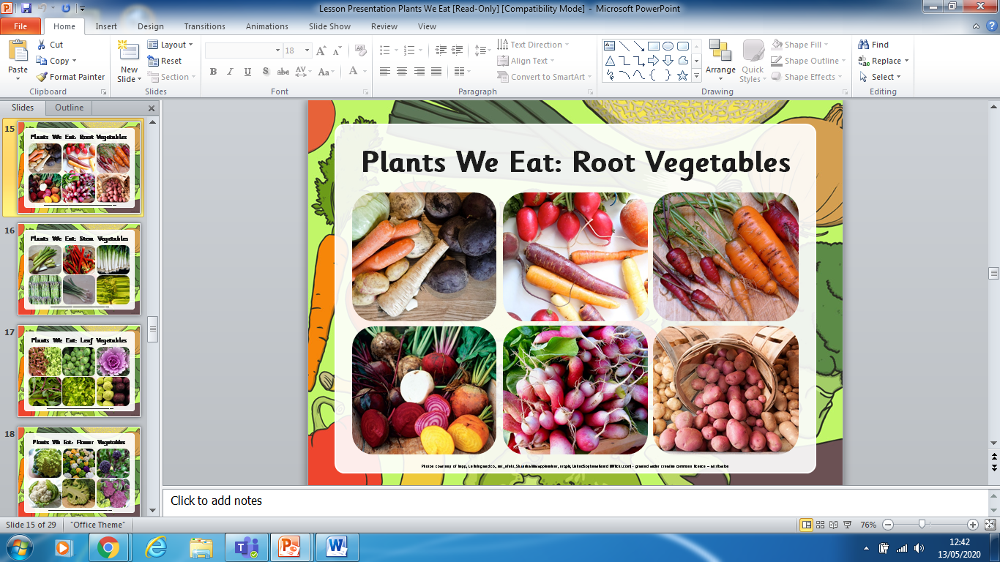 Lesson Presentation Plants We Eat [Read-Only] [Compatibility Mode] - Microsoft PowerPoint
File Home Insert Design Transitions Animations Slide Show Review View
Cut
Copy
Format Painter
Paste
Clipboard
New
Slide
Layout
Reset
Section
Slides
18
B I U S abc AV Aa A
Font
Text Direction
Align Text
Convert to SmartArt
Paragraph
Arrange
Quick
Styles
Shape Fill
Shape Outline
Shape Effects
Drawing
Find
Replace
Select
Editing
Slides Outline
15
Plants We Eat: Root Vegetables
16
Plants We Eat: Stem Vegetables
17
Plants We Eat: Leaf Vegetables
18
Plants We Eat: Flower Vegetables
Plants We Eat: Root Vegetables
Click to add notes
Slide 15 of 29 "Office Theme" 76%
12:42
13/05/2020